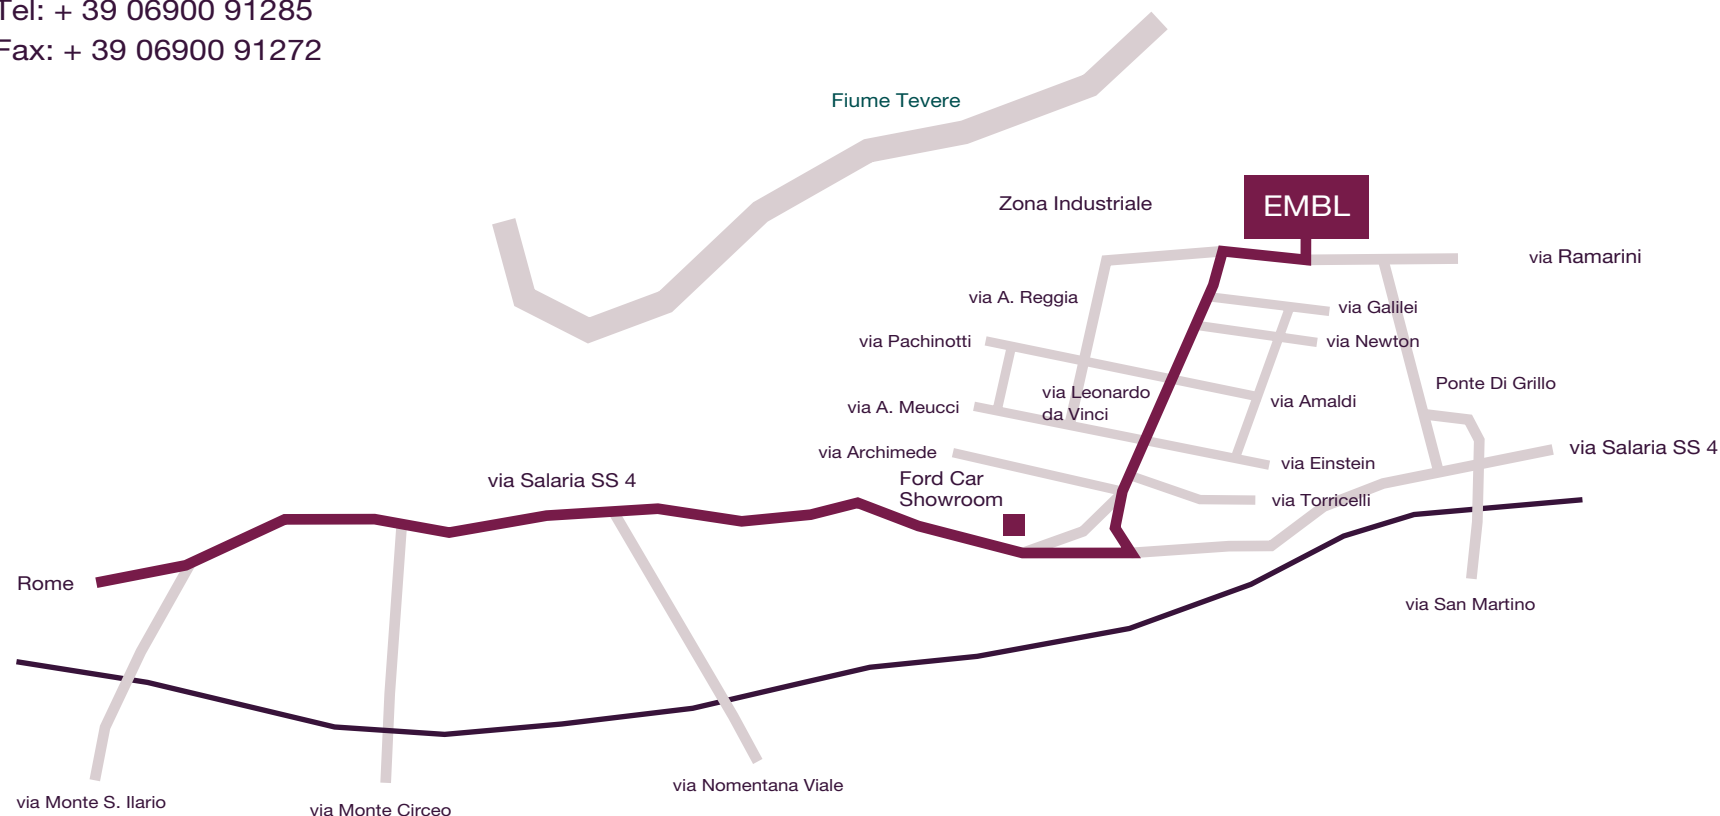 Tel: + 39 06900 91285
Fax: + 39 06900 91272
Fiume Tevere
Zona Industriale
EMBL
via Ramarini
via A. Reggia
via Galilei
via Pachinotti
via Newton
via Leonardo
da Vinci
Ponte Di Grillo
via A. Meucci
via Amaldi
via Archimede
via Salaria SS 4
via Einstein
Ford Car
Showroom
via Salaria SS 4
via Torricelli
Rome
via San Martino
via Nomentana Viale
via Monte S. Ilario
via Monte Circeo